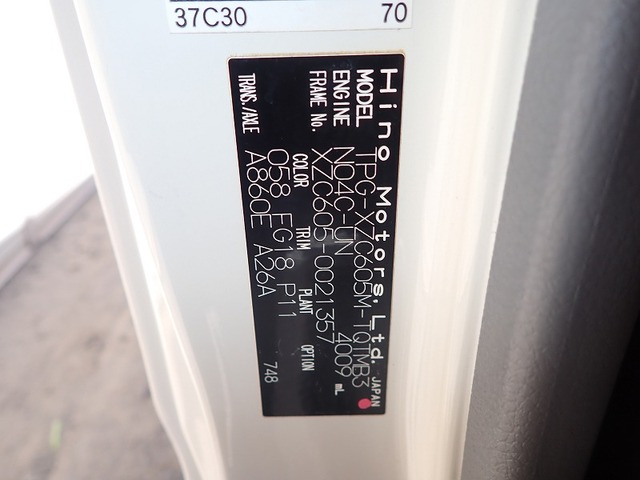 37C30 70
Hino Motors, Ltd. JAPAN
MODEL TPG-XZC605M-TQTMB3
ENGINE N04C-UN 4009 mL
FRAME No. XZC605-0021357
COLOR TRIM PLANT OPTION
058 EG18 P11
TRANS./AXLE A860E A26A
748